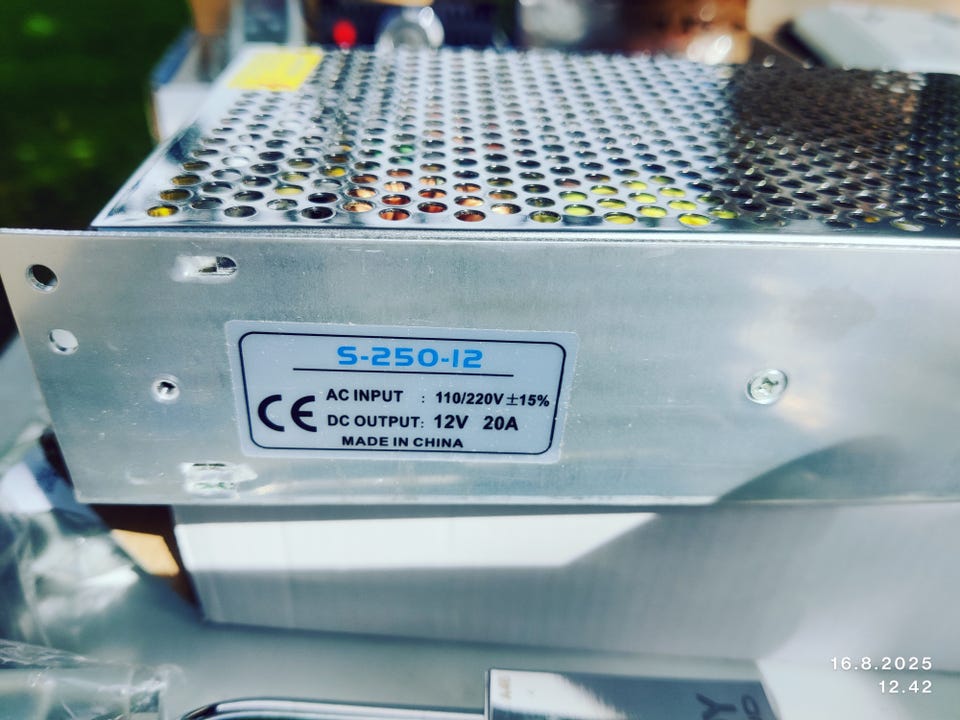 S-250-12
AC INPUT : 110/220V ±15%
CE DC OUTPUT: 12V 20A
MADE IN CHINA
16.8.2025
12.42